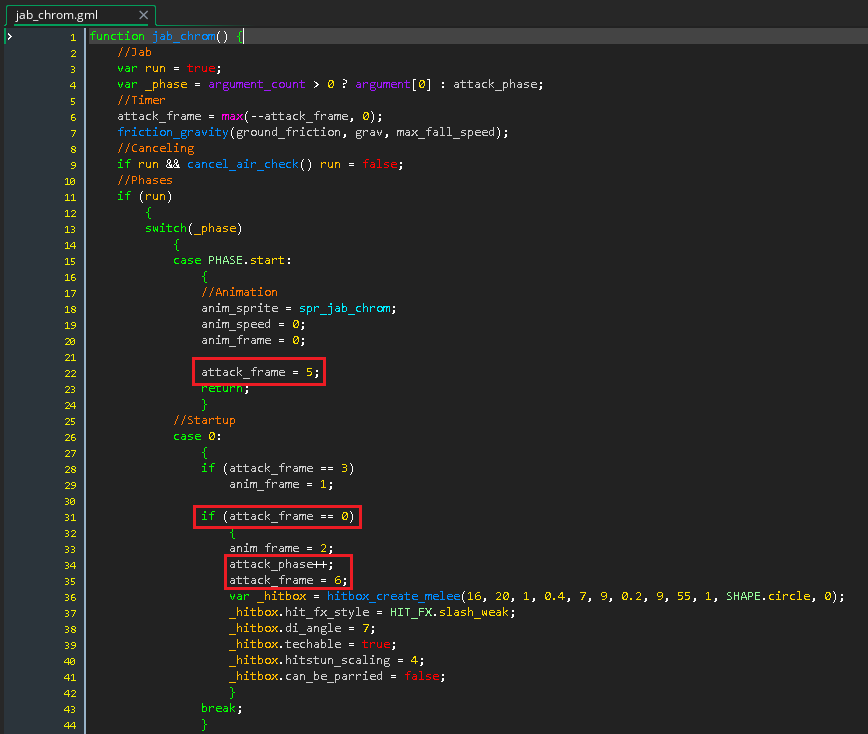 jab_chrom.gml ✕
1 function jab_chrom() {
2 //Jab
3 var run = true;
4 var _phase = argument_count > 0 ? argument[0] : attack_phase;
5 //Timer
6 attack_frame = max(--attack_frame, 0);
7 friction_gravity(ground_friction, grav, max_fall_speed);
8 //Canceling
9 if run && cancel_air_check() run = false;
10 //Phases
11 if (run)
12 {
13 switch(_phase)
14 {
15 case PHASE.start:
16 {
17 //Animation
18 anim_sprite = spr_jab_chrom;
19 anim_speed = 0;
20 anim_frame = 0;
21
22 attack_frame = 5;
23 return;
24 }
25 //Startup
26 case 0:
27 {
28 if (attack_frame == 3)
29 anim_frame = 1;
30
31 if (attack_frame == 0)
32 {
33 anim_frame = 2;
34 attack_phase++;
35 attack_frame = 6;
36 var _hitbox = hitbox_create_melee(16, 20, 1, 0.4, 7, 9, 0.2, 9, 55, 1, SHAPE.circle, 0);
37 _hitbox.hit_fx_style = HIT_FX.slash_weak;
38 _hitbox.di_angle = 7;
39 _hitbox.techable = true;
40 _hitbox.hitstun_scaling = 4;
41 _hitbox.can_be_parried = false;
42 }
43 break;
44 }